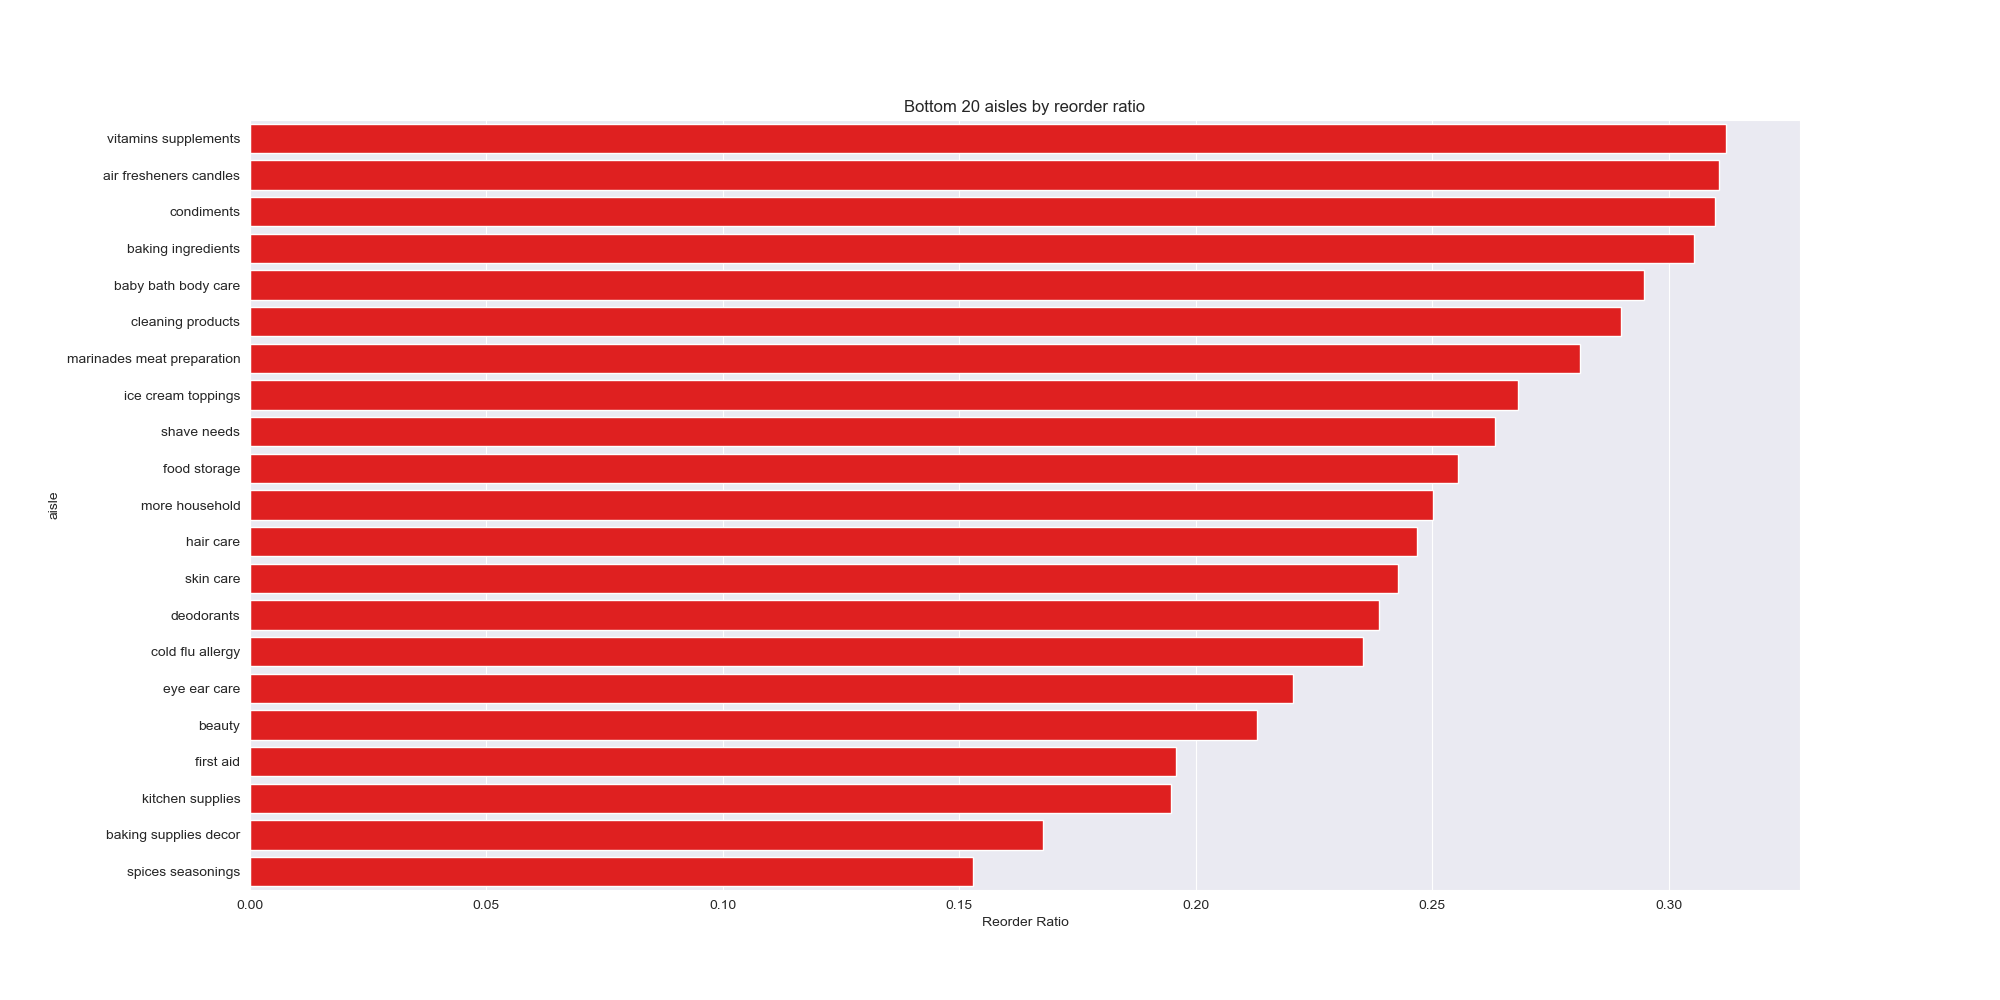 Bottom 20 aisles by reorder ratio
aisle
vitamins supplements
air fresheners candles
condiments
baking ingredients
baby bath body care
cleaning products
marinades meat preparation
ice cream toppings
shave needs
food storage
more household
hair care
skin care
deodorants
cold flu allergy
eye ear care
beauty
first aid
kitchen supplies
baking supplies decor
spices seasonings
0.00 0.05 0.10 0.15 0.20 0.25 0.30
Reorder Ratio